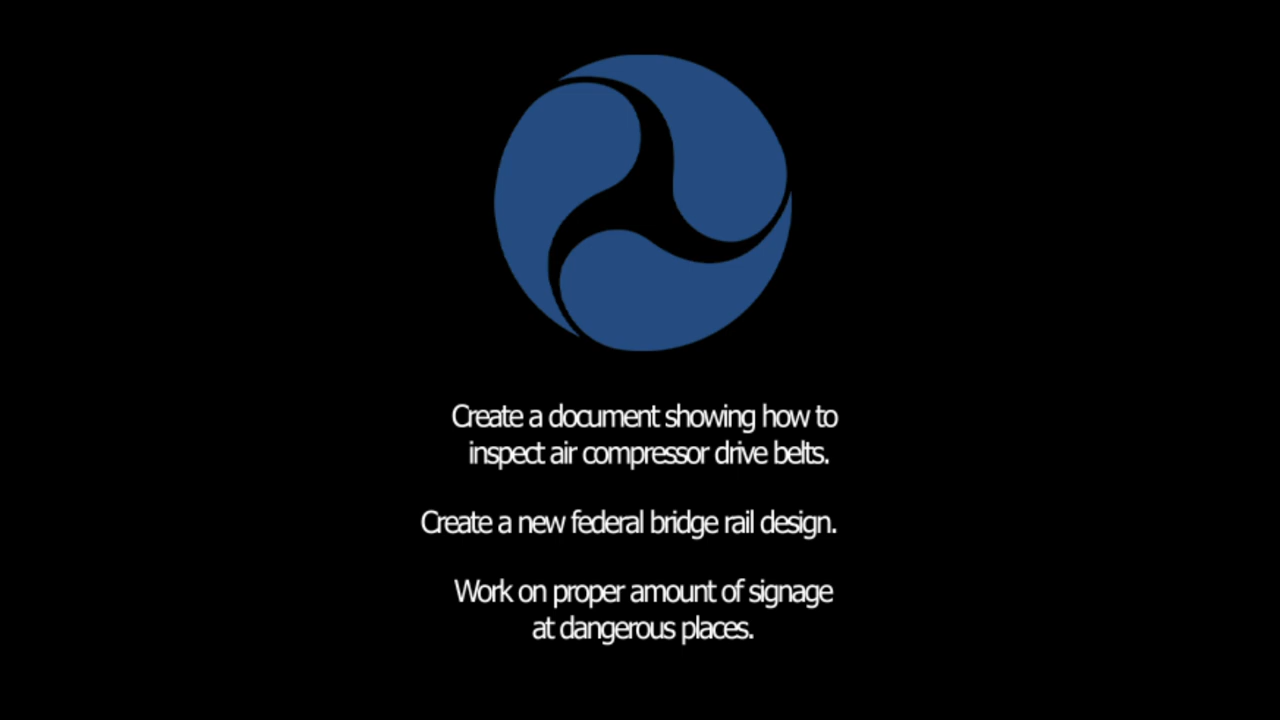 Create a document showing how to
inspect air compressor drive belts.
Create a new federal bridge rail design.
Work on proper amount of signage
at dangerous places.